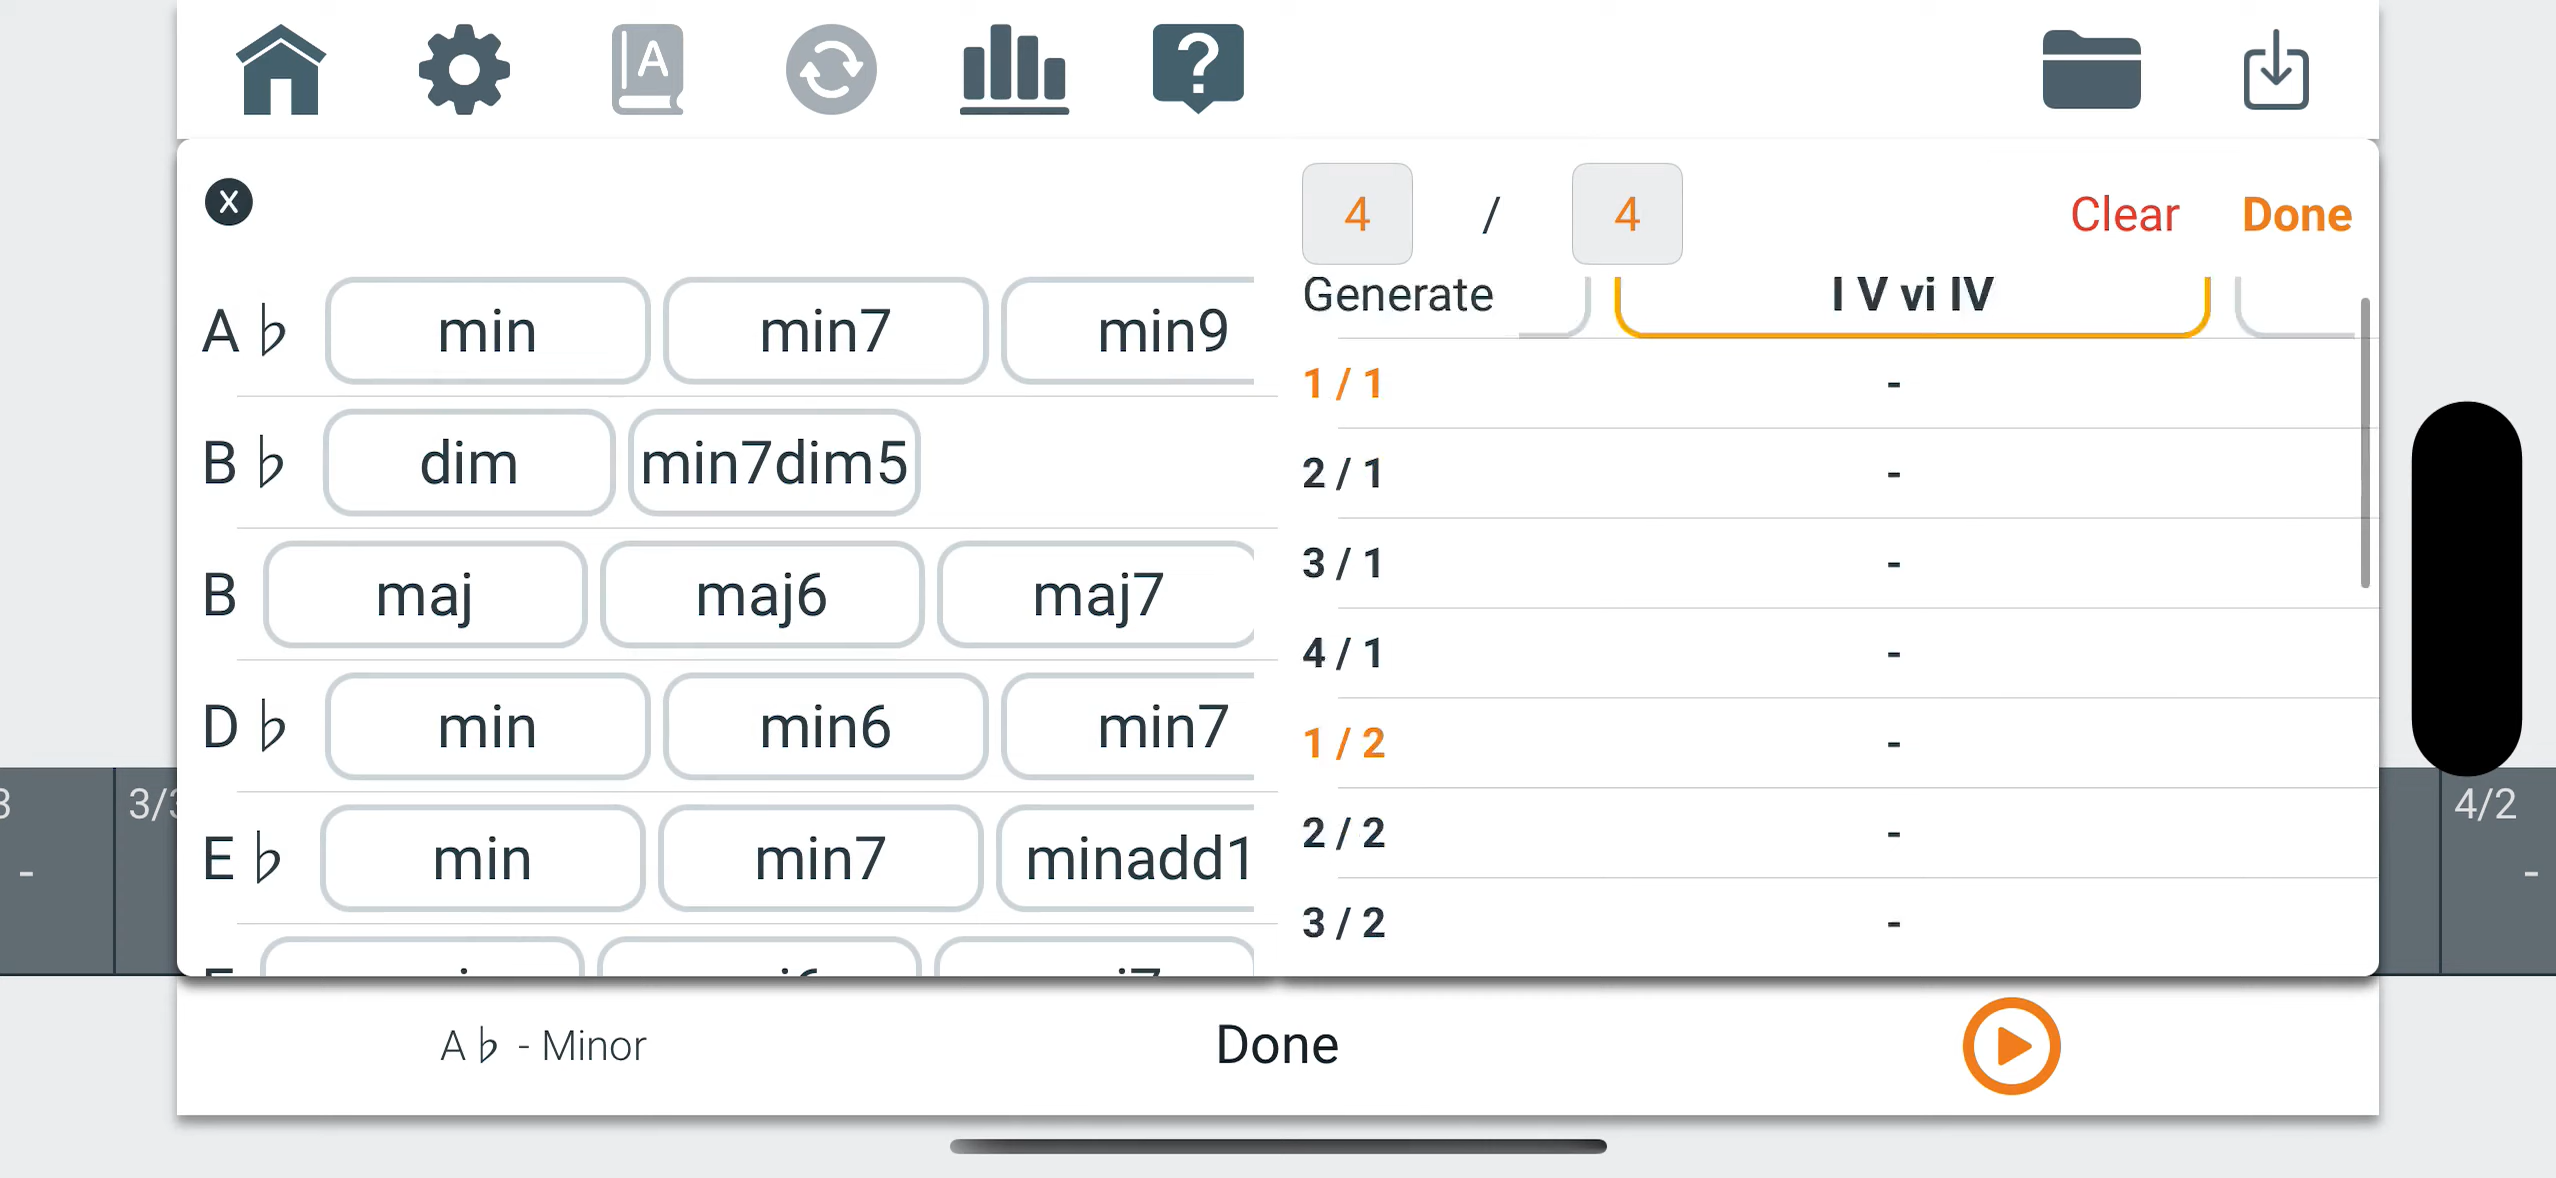 A
?
X
4 / 4
Clear Done
Generate I V vi IV
A ♭ min min7 min9
B ♭ dim min7dim5
B maj maj6 maj7
D ♭ min min6 min7
E ♭ min min7 minadd1
1 / 1 -
2 / 1 -
3 / 1 -
4 / 1 -
1 / 2 -
2 / 2 -
3 / 2 -
3/3
-
4/2
-
A ♭ - Minor
Done